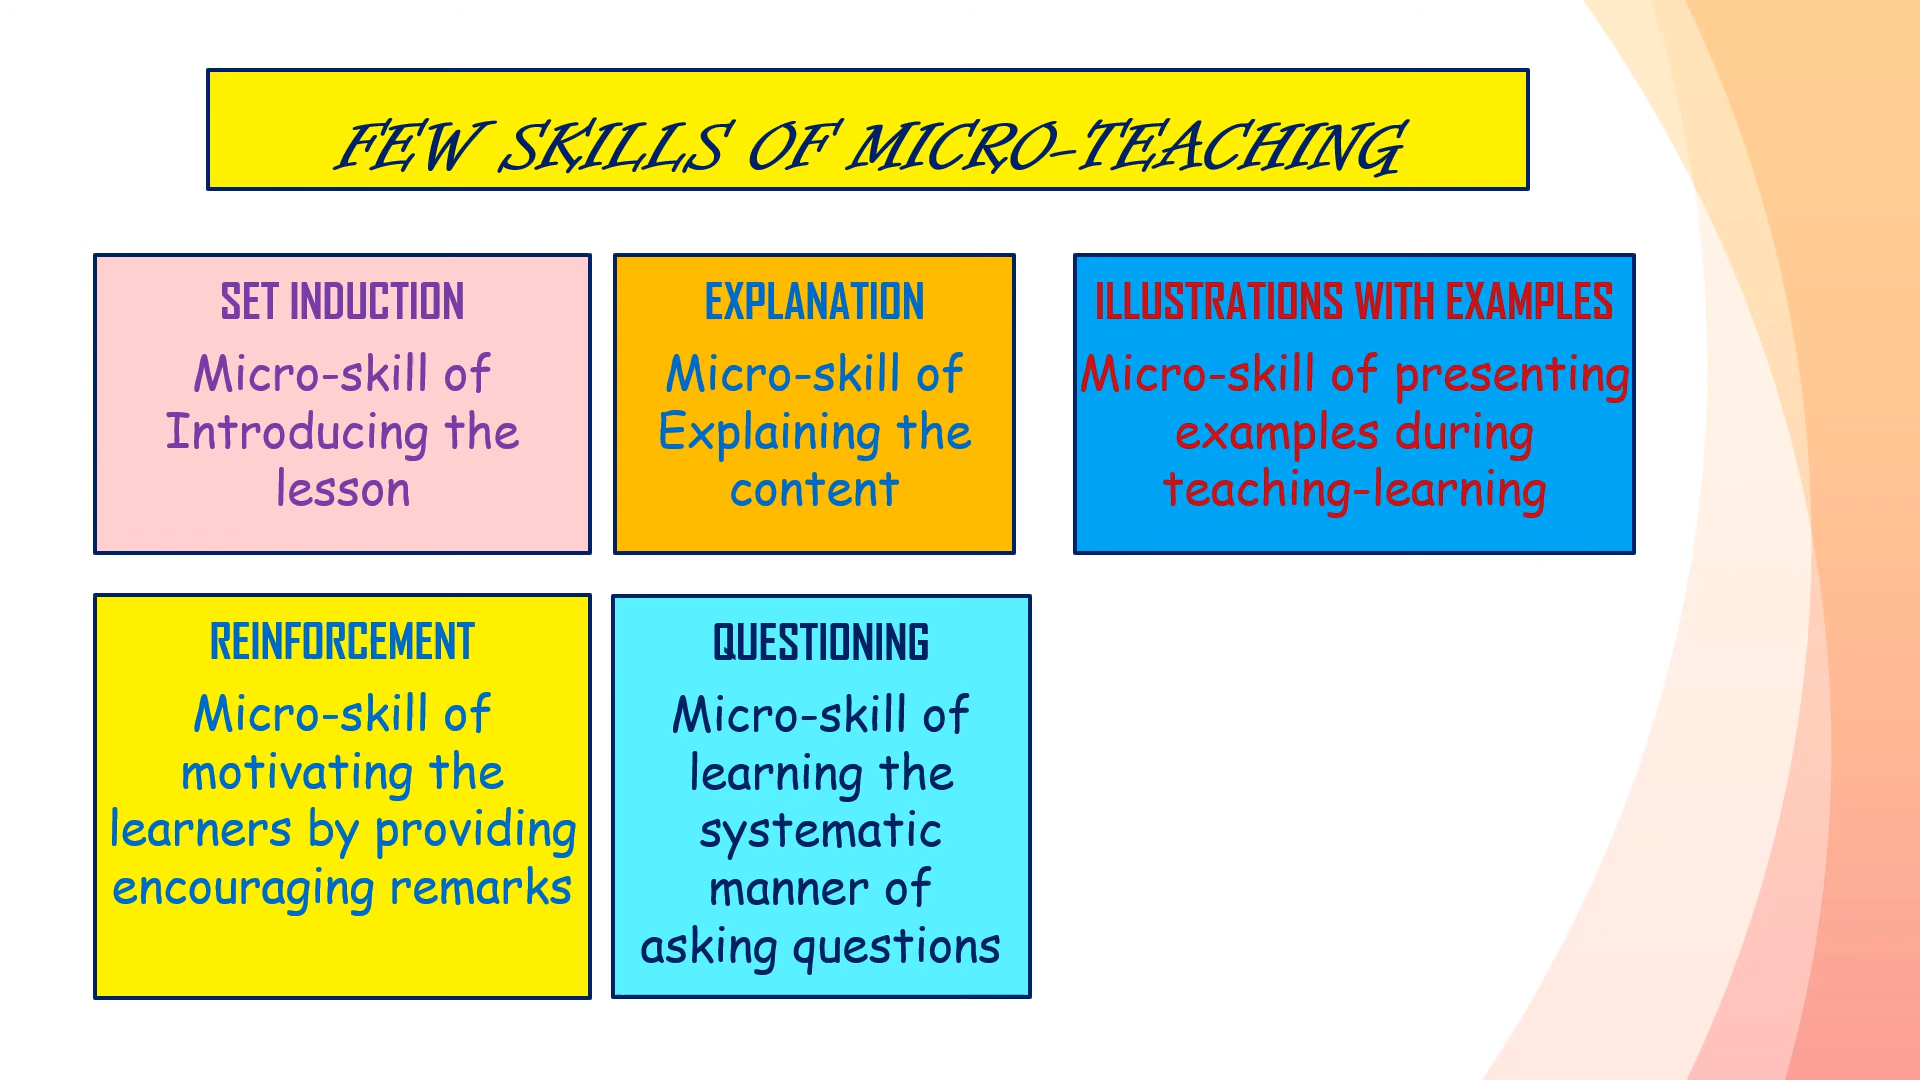 FEW SKILLS OF MICRO-TEACHING
SET INDUCTION
Micro-skill of
Introducing the
lesson
EXPLANATION
Micro-skill of
Explaining the
content
ILLUSTRATIONS WITH EXAMPLES
Micro-skill of presenting
examples during
teaching-learning
REINFORCEMENT
Micro-skill of
motivating the
learners by providing
encouraging remarks
QUESTIONING
Micro-skill of
learning the
systematic
manner of
asking questions